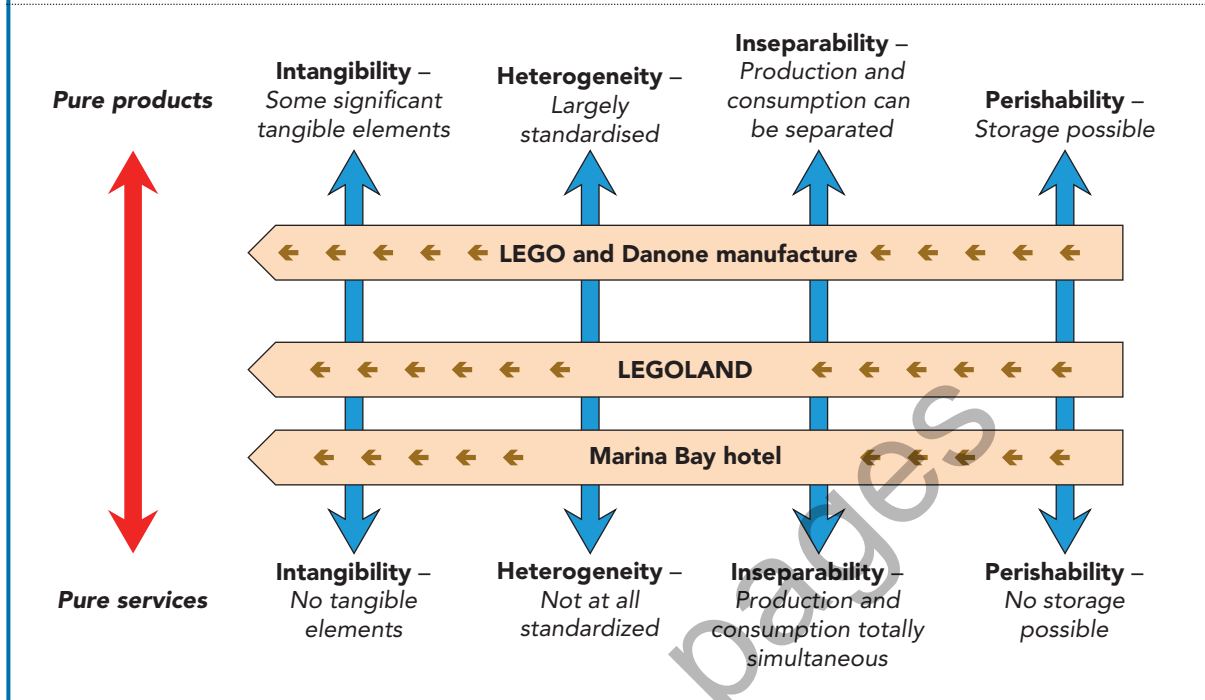 Pure products
Intangibility –
Some significant
tangible elements
Heterogeneity –
Largely
standardised
Inseparability –
Production and
consumption can
be separated
Perishability –
Storage possible
LEGO and Danone manufacture
LEGOLAND
Marina Bay hotel
Pure services
Intangibility –
No tangible
elements
Heterogeneity –
Not at all
standardized
Inseparability –
Production and
consumption totally
simultaneous
Perishability –
No storage
possible
pages